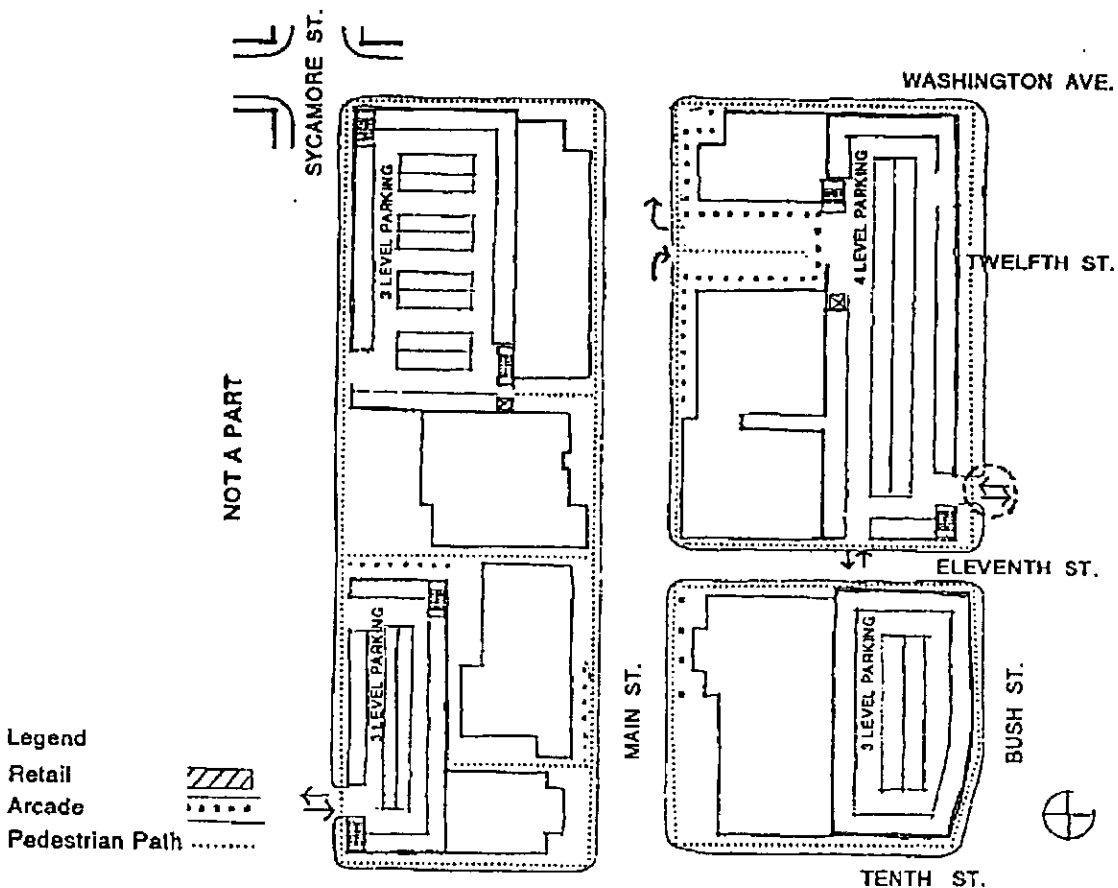 SYCAMORE ST.
WASHINGTON AVE.
3 LEVEL PARKING
4 LEVEL PARKING
TWELFTH ST.
NOT A PART
ELEVENTH ST.
3 LEVEL PARKING
MAIN ST.
3 LEVEL PARKING
BUSH ST.
Legend
Retail
Arcade
Pedestrian Path
TENTH ST.